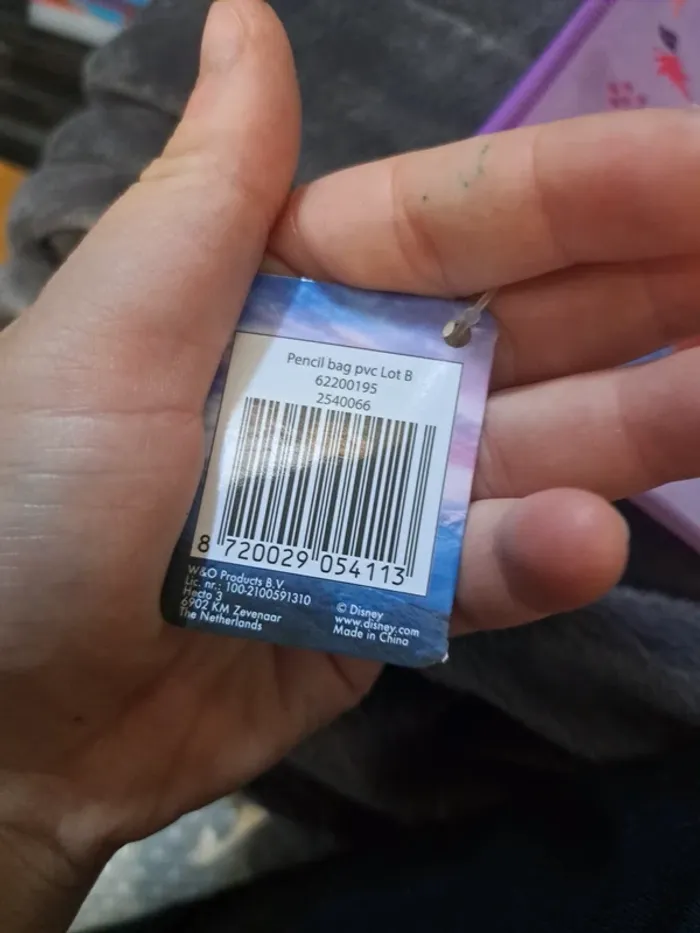 Pencil bag pvc Lot B
62200195
2540066
8 720029 054113
W&O Products B.V.
Lic. nr.: 100-2100591310
Hecto 3
6902 KM Zevenaar
The Netherlands
© Disney
www.disney.com
Made in China